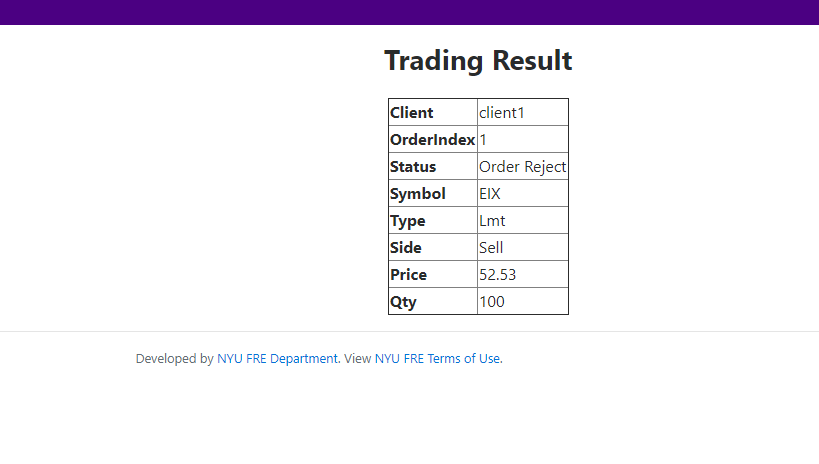 Trading Result
Client client1
OrderIndex 1
Status Order Reject
Symbol EIX
Type Lmt
Side Sell
Price 52.53
Qty 100
Developed by NYU FRE Department. View NYU FRE Terms of Use.